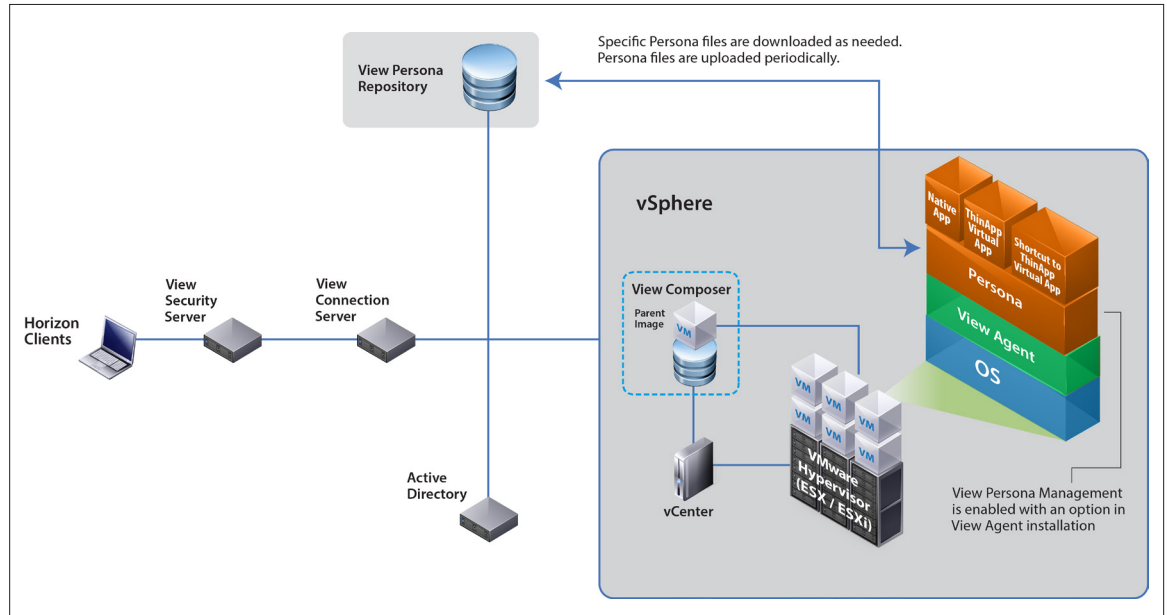 Specific Persona files are downloaded as needed.
Persona files are uploaded periodically.
View Persona
Repository
vSphere
Native
App
ThinApp
Virtual
App
Shortcut to
ThinApp
Virtual App
Persona
View Agent
OS
View Composer
Parent
Image
VM
View
Security
Server
View
Connection
Server
Horizon
Clients
VM
VM
VM
VM
VM
VM
VMware
Hypervisor
(ESX / ESXi)
vCenter
Active
Directory
View Persona Management
is enabled with an option in
View Agent installation